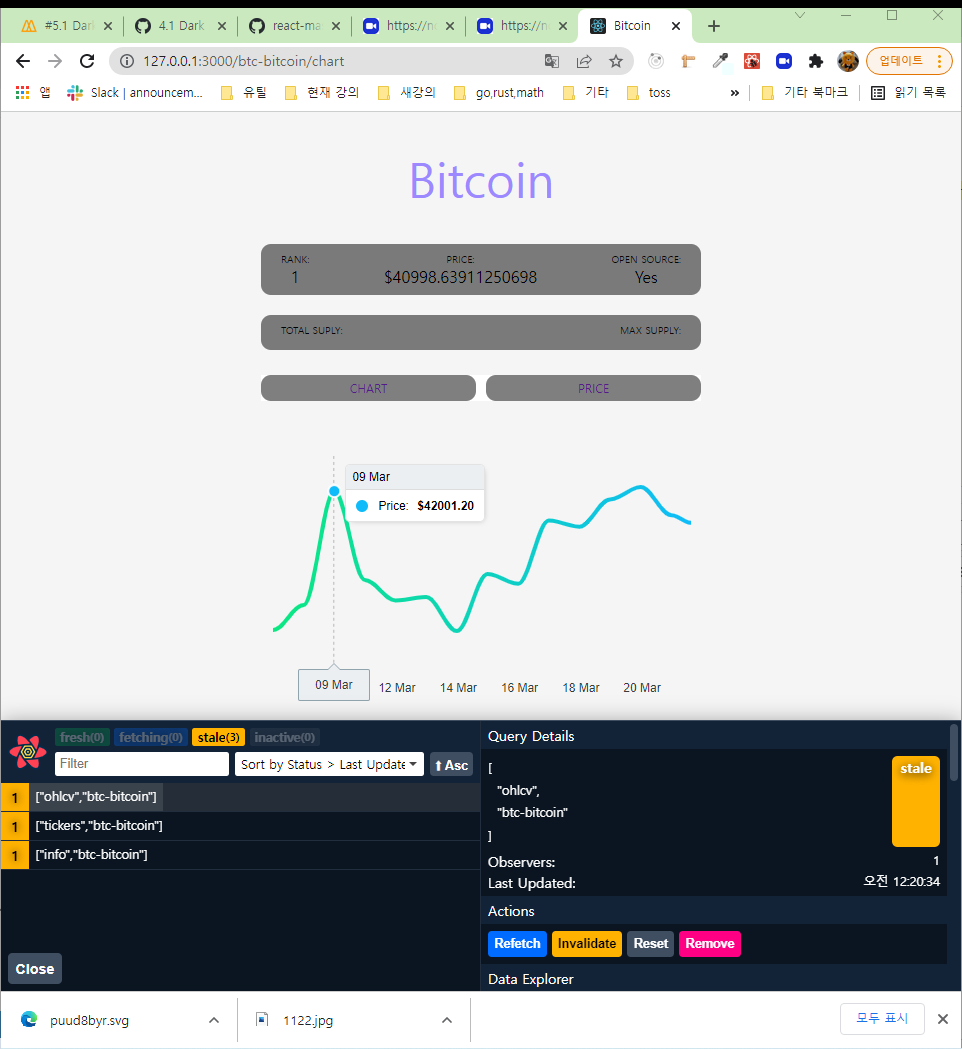 #5.1 Dark
4.1 Dark
react-ma
https://no
https://no
Bitcoin
127.0.0.1:3000/btc-bitcoin/chart
업데이트
앱
Slack | announcem...
유틸
현재 강의
새강의
go,rust,math
기타
toss
»
기타 북마크
읽기 목록
Bitcoin
RANK:
1
PRICE:
$40998.63911250698
OPEN SOURCE:
Yes
TOTAL SUPLY:
MAX SUPPLY:
CHART
PRICE
09 Mar
Price: $42001.20
09 Mar
12 Mar
14 Mar
16 Mar
18 Mar
20 Mar
fresh(0)
fetching(0)
stale(3)
inactive(0)
Filter
Sort by Status > Last Update
⬆ Asc
1
["ohlcv","btc-bitcoin"]
1
["tickers","btc-bitcoin"]
1
["info","btc-bitcoin"]
Close
Query Details
[
"ohlcv",
"btc-bitcoin"
]
stale
Observers:
1
Last Updated:
오전 12:20:34
Actions
Refetch
Invalidate
Reset
Remove
Data Explorer
puud8byr.svg
1122.jpg
모두 표시